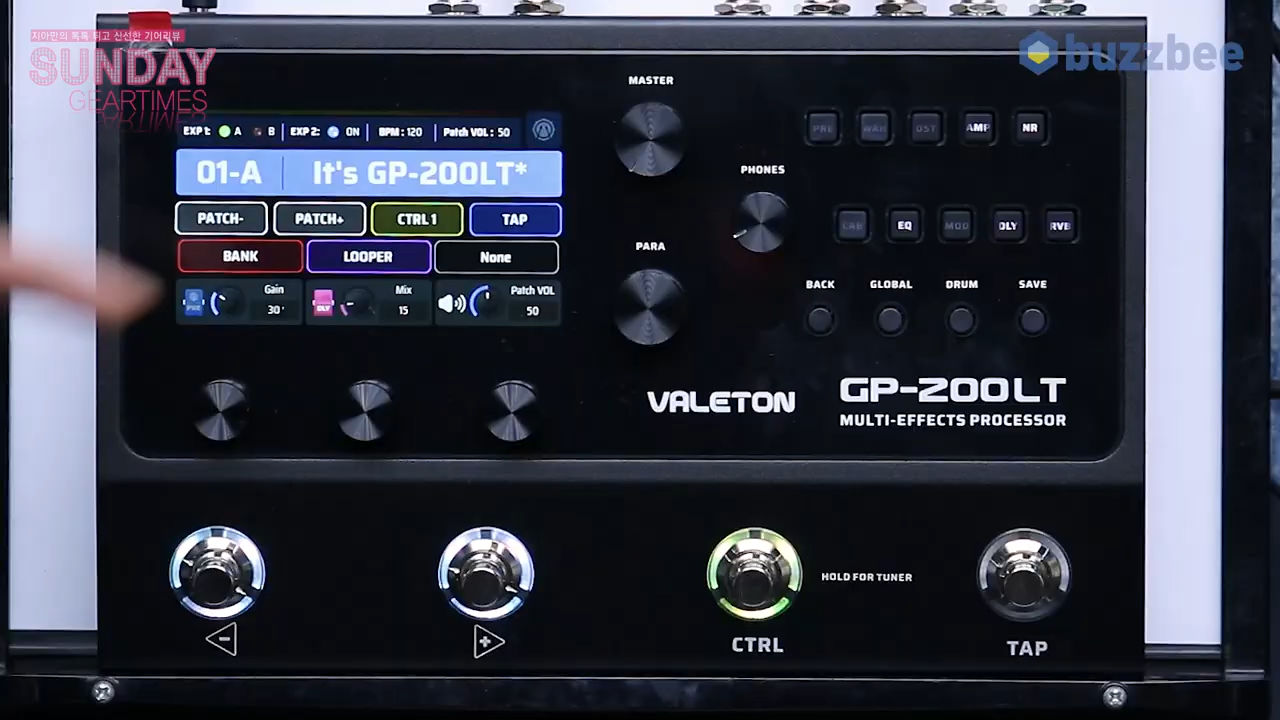 지아만의 톡톡 튀고 신선한 기어리뷰
SUNDAY
GEARTIMES
buzzbee
MASTER
EXP 1: A B EXP 2: ON BPM : 120 Patch VOL : 50
01-A It's GP-200LT*
PATCH- PATCH+ CTRL 1 TAP
BANK LOOPER None
PRE Gain 30 DLY Mix 15 Patch VOL 50
PHONES
PARA
PRE WAH DST AMP NR
CAB EQ MOD DLY RVB
BACK GLOBAL DRUM SAVE
VALETON
GP-200LT
MULTI-EFFECTS PROCESSOR
- + CTRL HOLD FOR TUNER TAP